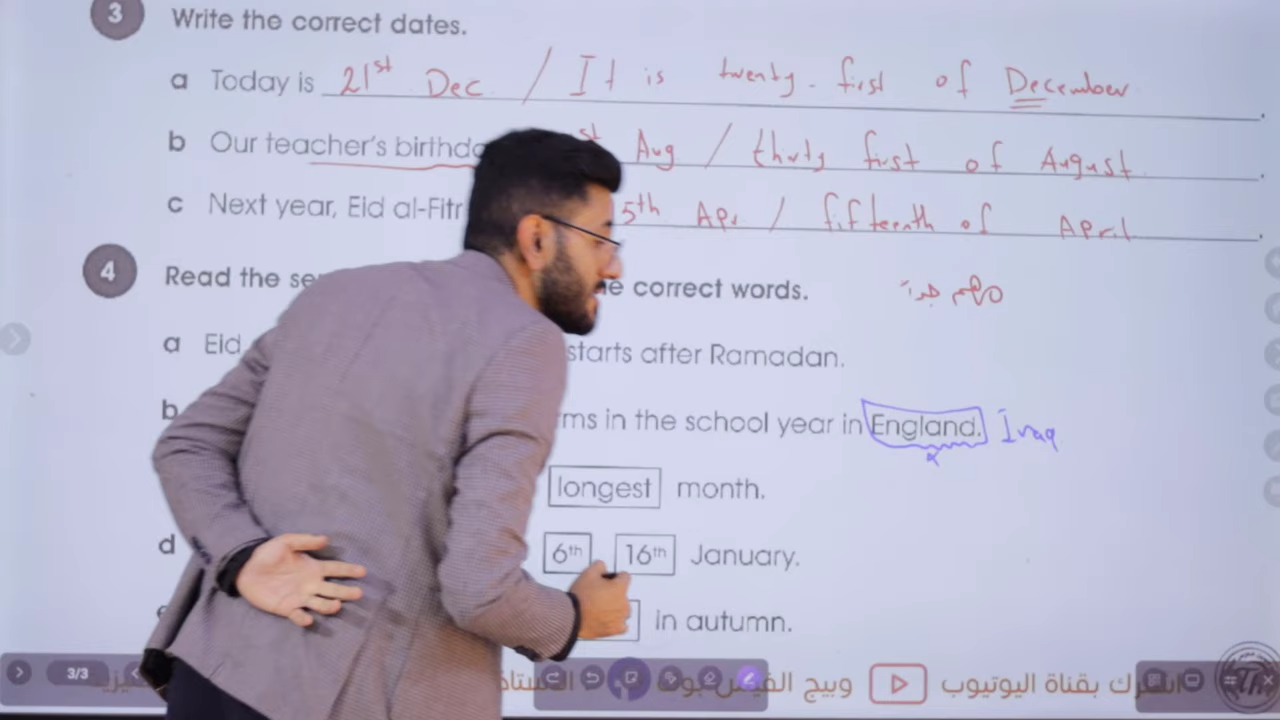 3 Write the correct dates.
a Today is 21st Dec / It is twenty-first of December.
b Our teacher's birthd st Aug / thirty first of August.
c Next year, Eid al-Fitr 5th Apr / fifteenth of April.
4 Read the se e correct words. مهم جدا
a Eid starts after Ramadan.
b ms in the school year in England. Iraq
longest month.
d 6th 16th January.
in autumn.
3/3 وبيج الفيس بوك
اشترك بقناة اليوتيوب